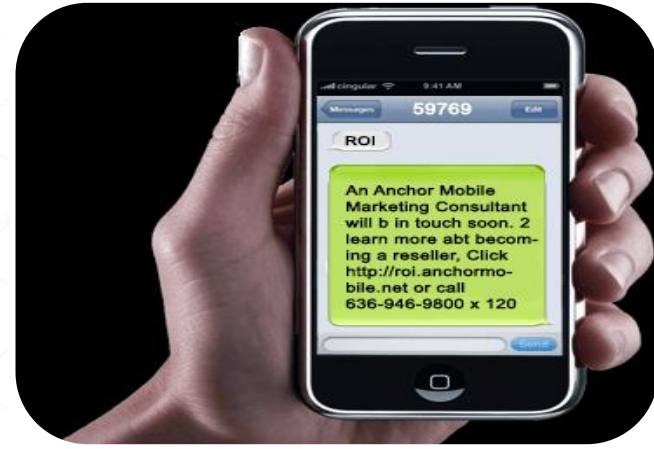 cingular 9:41 AM
Messages 59769 Edit
ROI
An Anchor Mobile
Marketing Consultant
will b in touch soon. 2
learn more abt becom-
ing a reseller, Click
http://roi.anchormo-
bile.net or call
636-946-9800 x 120
Send